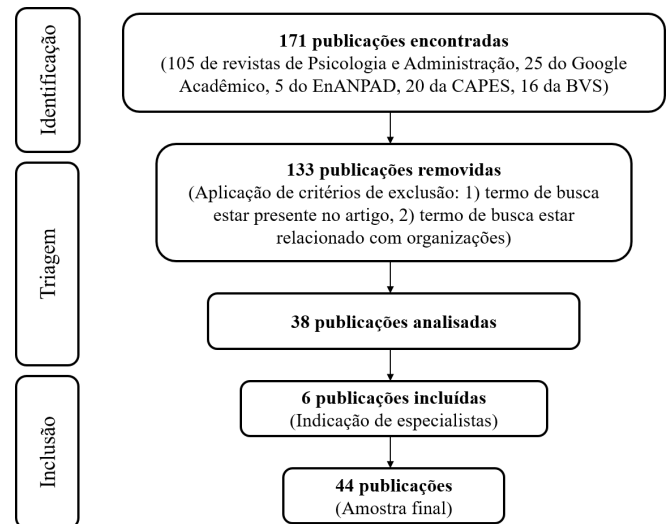 Identificação
171 publicações encontradas
(105 de revistas de Psicologia e Administração, 25 do Google
Acadêmico, 5 do EnANPAD, 20 da CAPES, 16 da BVS)
Triagem
133 publicações removidas
(Aplicação de critérios de exclusão: 1) termo de busca
estar presente no artigo, 2) termo de busca estar
relacionado com organizações)
38 publicações analisadas
Inclusão
6 publicações incluídas
(Indicação de especialistas)
44 publicações
(Amostra final)